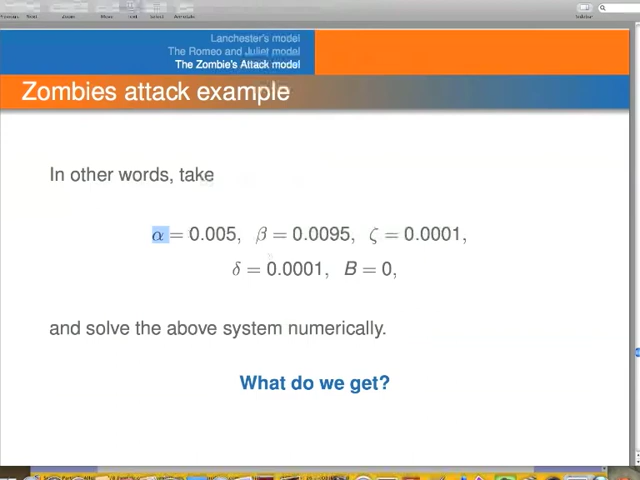 Lanchester's model
The Romeo and Juliet model
The Zombie's Attack model
Zombies attack example
In other words, take
α = 0.005, β = 0.0095, ζ = 0.0001,
δ = 0.0001, B = 0,
and solve the above system numerically.
What do we get?